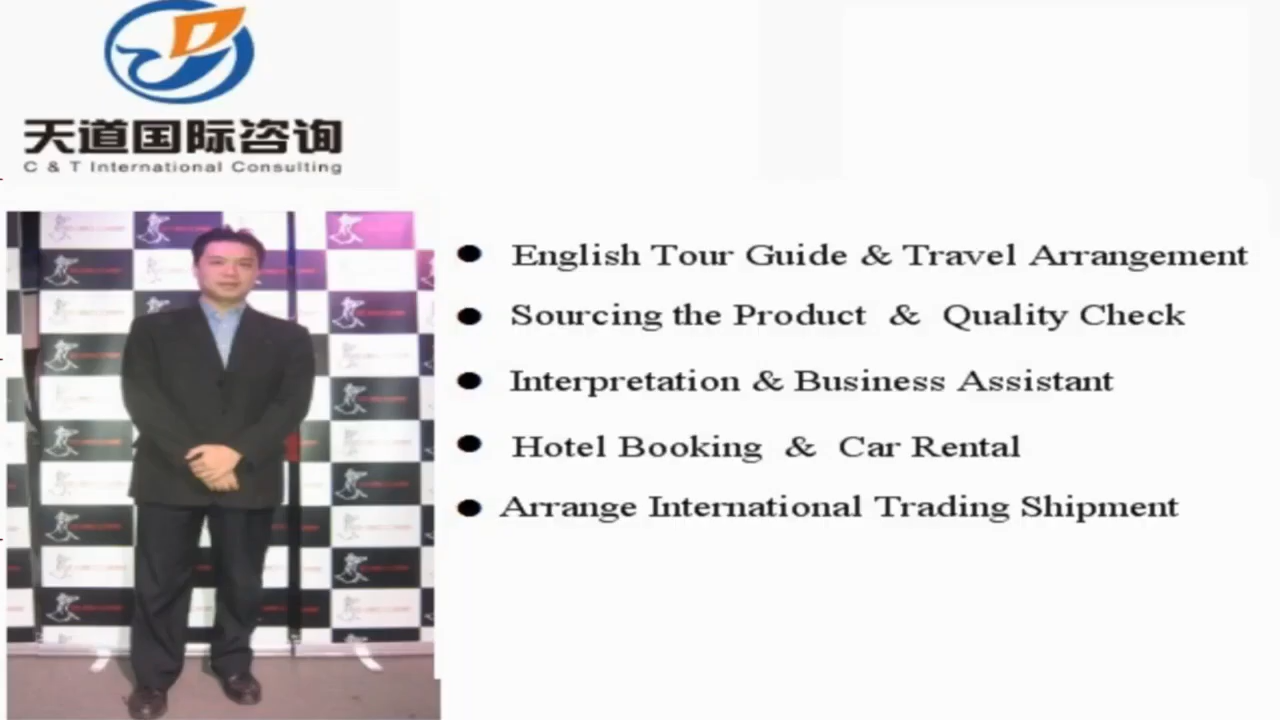 天道国际咨询
C & T International Consulting
● English Tour Guide & Travel Arrangement
● Sourcing the Product & Quality Check
● Interpretation & Business Assistant
● Hotel Booking & Car Rental
● Arrange International Trading Shipment